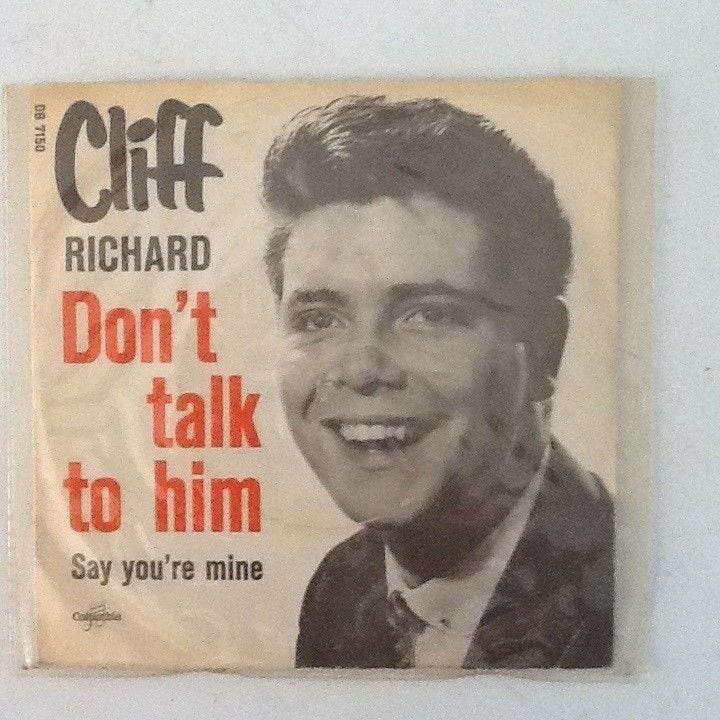 DB 7150
Cliff
RICHARD
Don't
talk
to him
Say you're mine
Columbia